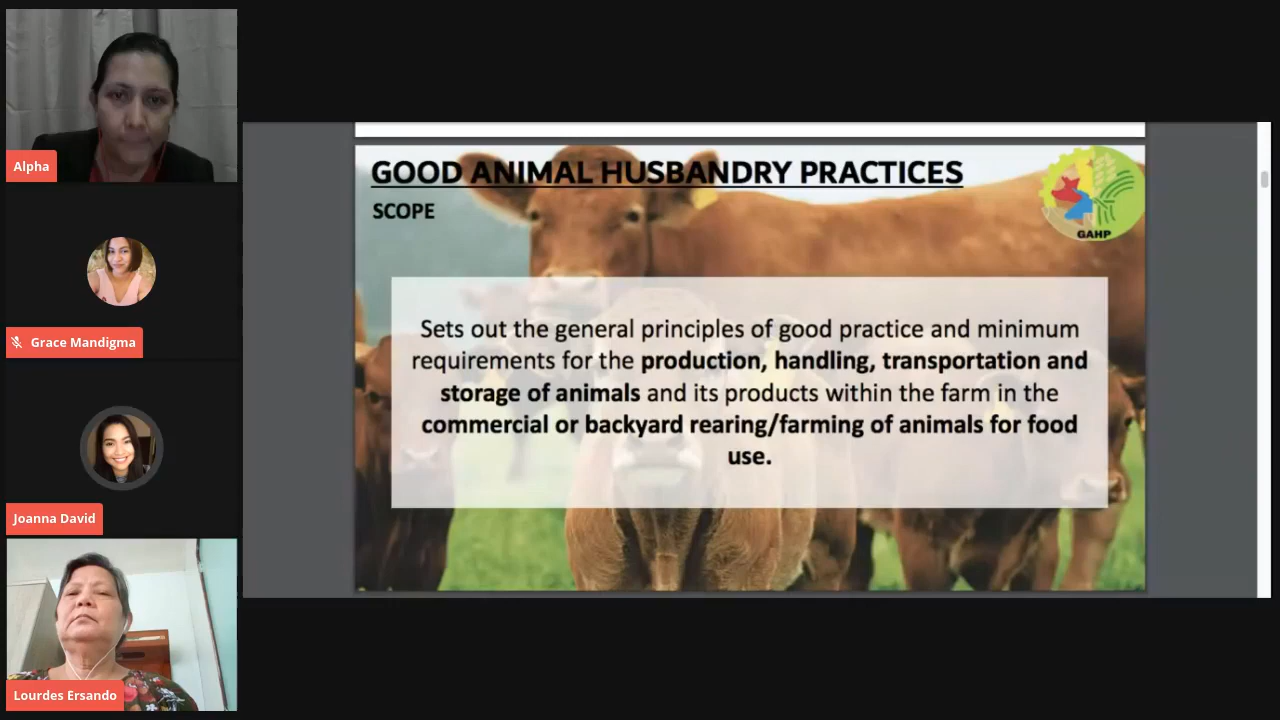 Alpha
Grace Mandigma
Joanna David
Lourdes Ersando
GOOD ANIMAL HUSBANDRY PRACTICES
SCOPE
GAHP
Sets out the general principles of good practice and minimum
requirements for the production, handling, transportation and
storage of animals and its products within the farm in the
commercial or backyard rearing/farming of animals for food
use.